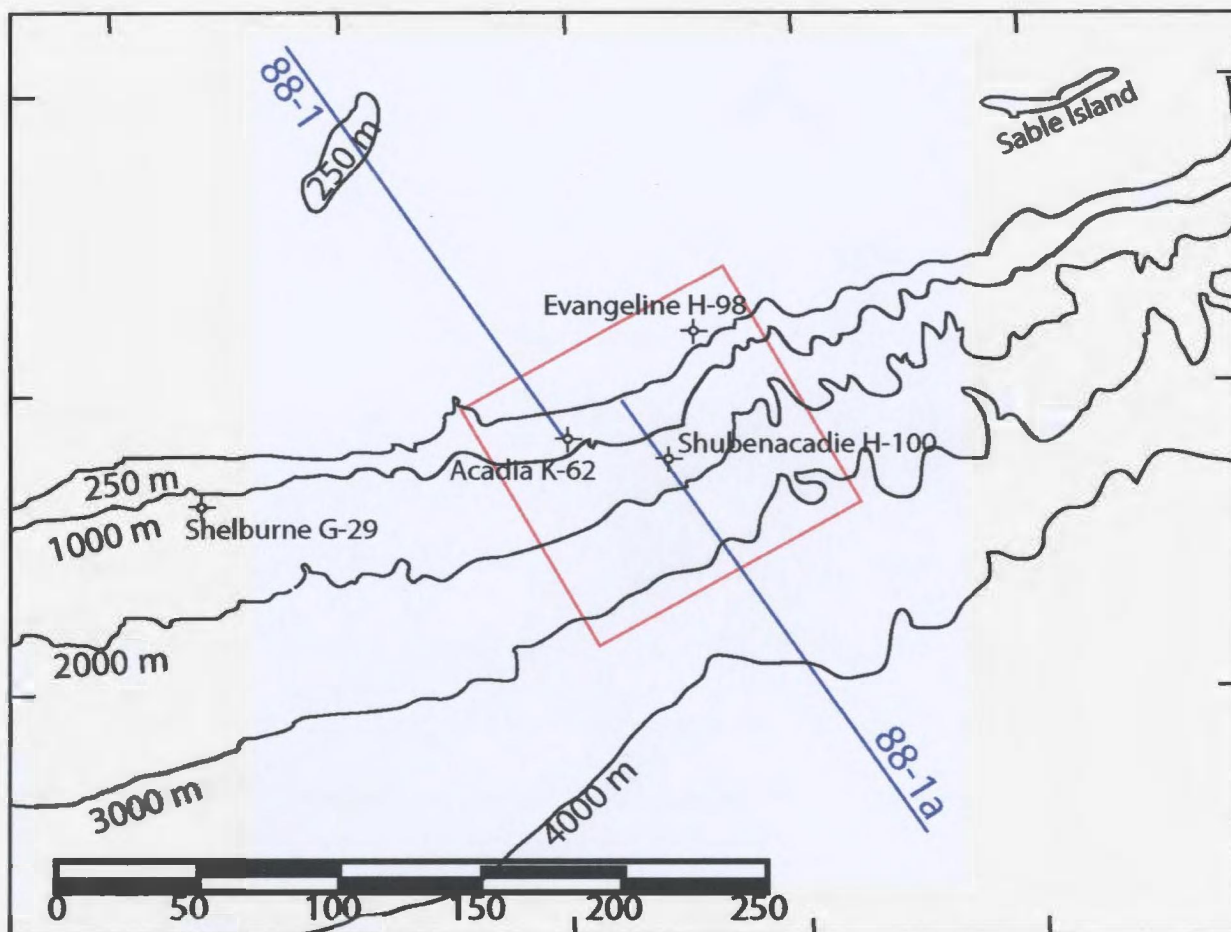 88-1
250 m
Sable Island
Evangeline H-98
Shubenacadie H-100
Acadia K-62
250 m
1000 m
Shelburne G-29
2000 m
3000 m
4000 m
88-1a
0 50 100 150 200 250